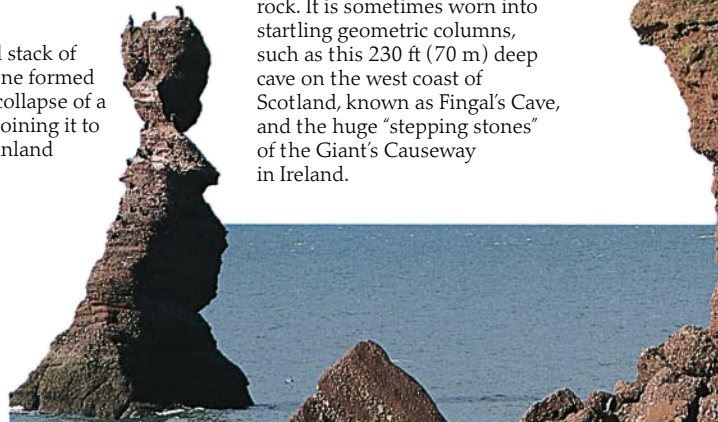 l stack of
ne formed
collapse of a
oining it to
inland
rock. It is sometimes worn into
startling geometric columns,
such as this 230 ft (70 m) deep
cave on the west coast of
Scotland, known as Fingal’s Cave,
and the huge “stepping stones”
of the Giant’s Causeway
in Ireland.